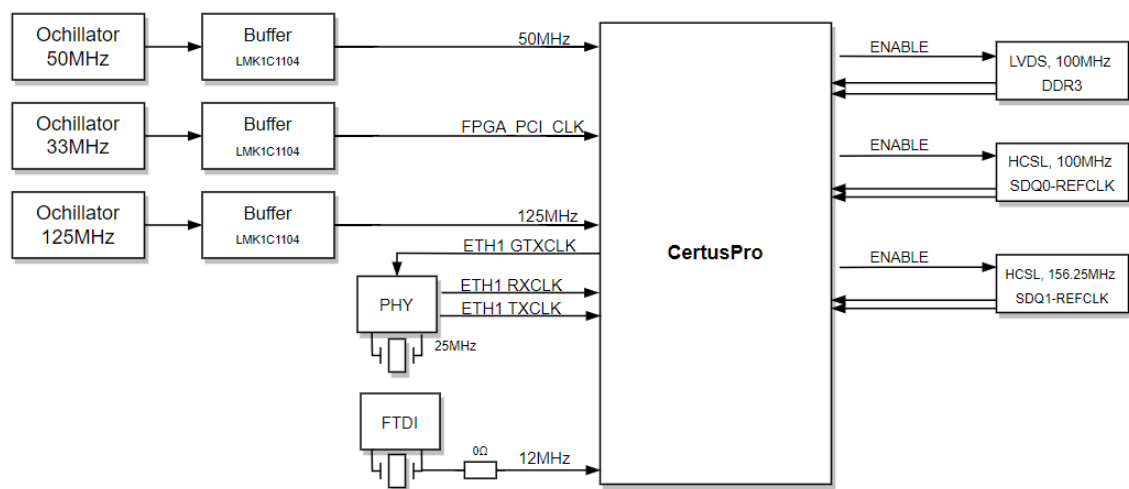 Ochillator
50MHz
Buffer
LMK1C1104
50MHz
ENABLE
LVDS, 100MHz
DDR3
Ochillator
33MHz
Buffer
LMK1C1104
FPGA_PCI_CLK
ENABLE
HCSL, 100MHz
SDQ0-REFCLK
Ochillator
125MHz
Buffer
LMK1C1104
125MHz
ETH1 GTXCLK
CertusPro
ENABLE
HCSL, 156.25MHz
SDQ1-REFCLK
PHY
ETH1 RXCLK
ETH1 TXCLK
25MHz
FTDI
0Ω
12MHz